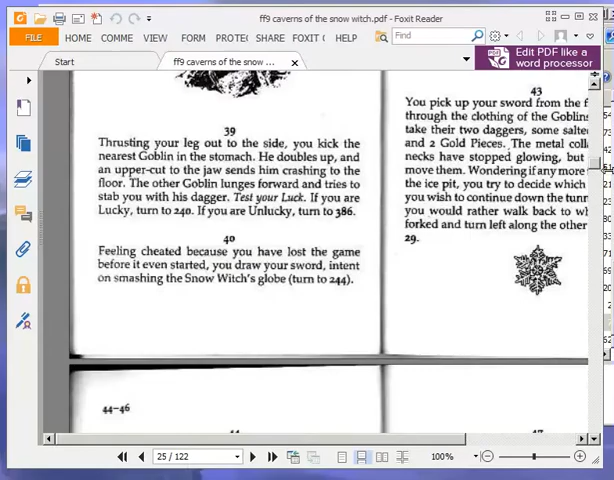 ff9 caverns of the snow witch.pdf - Foxit Reader
FILE HOME COMME VIEW FORM PROTE SHARE FOXIT C HELP Find
Start ff9 caverns of the snow ... Edit PDF like a
word processor
39
Thrusting your leg out to the side, you kick the
nearest Goblin in the stomach. He doubles up, and
an upper-cut to the jaw sends him crashing to the
floor. The other Goblin lunges forward and tries to
stab you with his dagger. Test your Luck. If you are
Lucky, turn to 240. If you are Unlucky, turn to 386.
40
Feeling cheated because you have lost the game
before it even started, you draw your sword, intent
on smashing the Snow Witch's globe (turn to 244).
43
You pick up your sword from the f
through the clothing of the Goblins
take their two daggers, some salte
and 2 Gold Pieces. The metal colla
necks have stopped glowing, but
move them. Wondering if any more
the ice pit, you try to decide which
you wish to continue down the tunn
you would rather walk back to wh
forked and turn left along the other
29.
44-46
25 / 122 100%